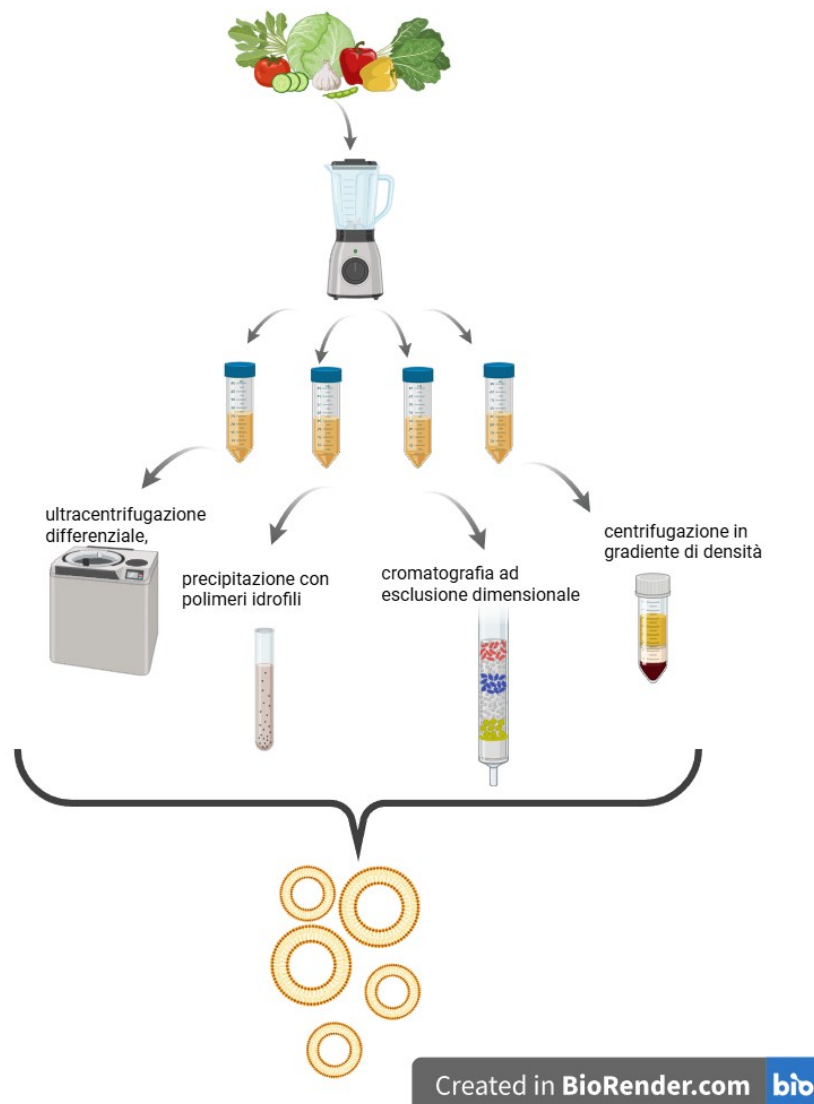 ultracentrifugazione
differenziale,
precipitazione con
polimeri idrofili
cromatografia ad
esclusione dimensionale
centrifugazione in
gradiente di densità
Created in BioRender.com bio